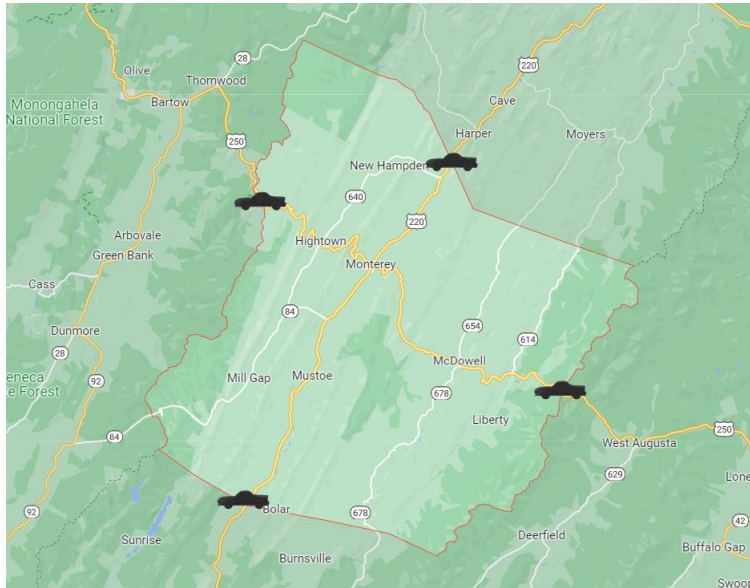 28
Olive
Thornwood
220
Cave
Monongahela
National Forest
Bartow
Harper
Moyers
250
New Hampden
640
220
Arbovale
Hightown
Green Bank
Monterey
Cass
84
654
614
Dunmore
28
McDowell
eneca
e Forest
92
Mill Gap
Mustoe
678
Liberty
84
West Augusta
250
629
Lone
92
Bolar
678
Sunrise
Deerfield
42
Buffalo Gap
Burnsville
Swoop